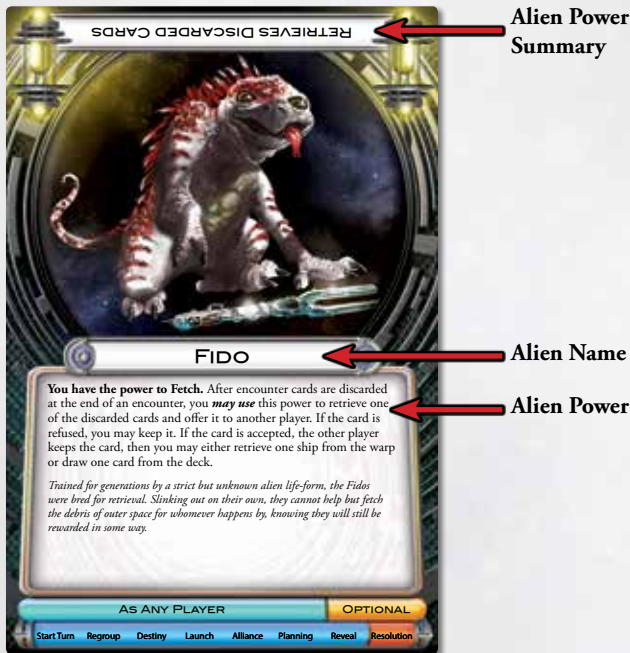 RETRIEVES DISCARDED CARDS
Alien Power
Summary
FIDO
Alien Name
You have the power to Fetch. After encounter cards are discarded
at the end of an encounter, you may use this power to retrieve one
of the discarded cards and offer it to another player. If the card is
refused, you may keep it. If the card is accepted, the other player
keeps the card, then you may either retrieve one ship from the warp
or draw one card from the deck.
Alien Power
Trained for generations by a strict but unknown alien life-form, the Fidos
were bred for retrieval. Slinking out on their own, they cannot help but fetch
the debris of outer space for whomever happens by, knowing they will still be
rewarded in some way.
AS ANY PLAYER OPTIONAL
Start Turn Regroup Destiny Launch Alliance Planning Reveal Resolution